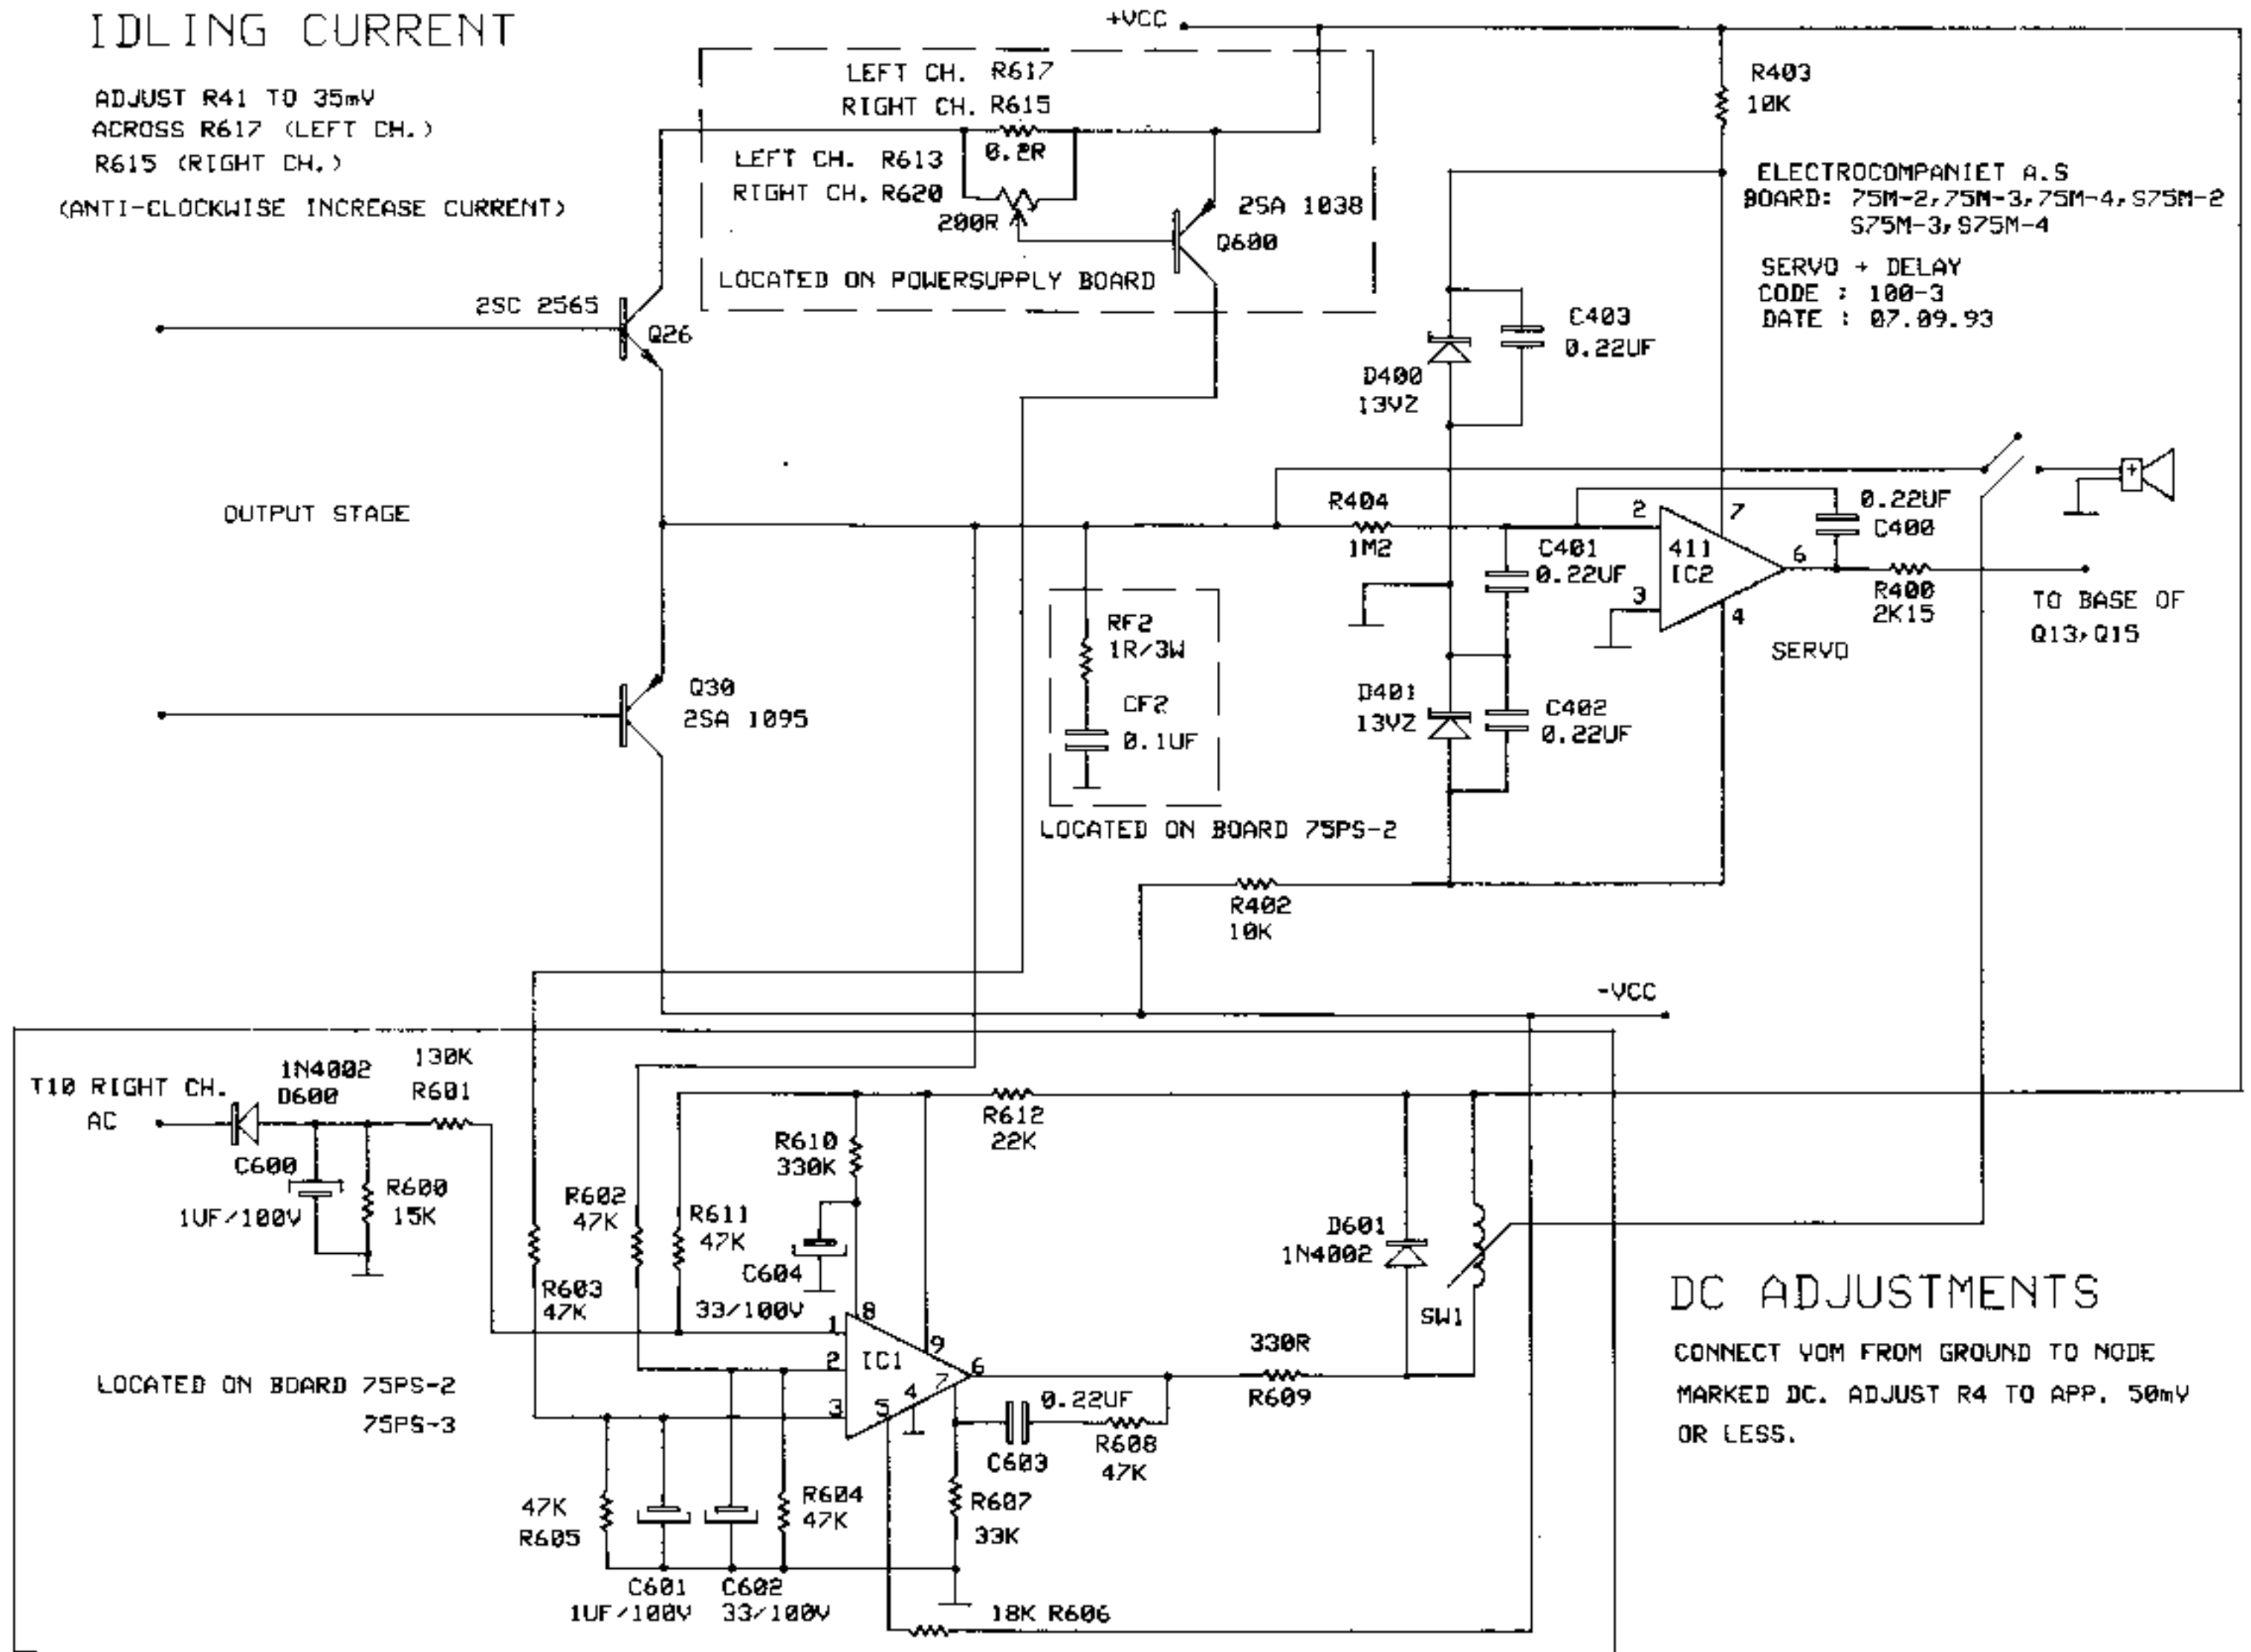 IDLING CURRENT
ADJUST R41 TO 35mV
ACROSS R617 (LEFT CH.)
R615 (RIGHT CH.)
(ANTI-CLOCKWISE INCREASE CURRENT)
+VCC
LEFT CH. R617
RIGHT CH. R615
0.2R
LEFT CH. R613
RIGHT CH. R620
200R
2SA 1038
Q600
LOCATED ON POWERSUPPLY BOARD
R403
10K
ELECTROCOMPANIET A.S
BOARD: 75M-2,75M-3,75M-4,S75M-2
S75M-3,S75M-4
SERVO + DELAY
CODE : 100-3
DATE : 07.09.93
2SC 2565
Q26
C403
0.22UF
D400
13VZ
OUTPUT STAGE
R404
1M2
2
7
411
IC2
6
3
4
SERVO
0.22UF
C400
C401
0.22UF
R400
2K15
TO BASE OF
Q13,Q15
+
RF2
1R/3W
CF2
0.1UF
LOCATED ON BOARD 75PS-2
Q30
2SA 1095
D401
13VZ
C402
0.22UF
R402
10K
-VCC
T10 RIGHT CH.
AC
1N4002
D600
130K
R601
C600
1UF/100V
R600
15K
R612
22K
R610
330K
R602
47K
R611
47K
C604
33/100V
R603
47K
D601
1N4002
SW1
1
8
2
IC1
9
6
7
4
3
5
330R
R609
LOCATED ON BOARD 75PS-2
75PS-3
0.22UF
C603
R608
47K
DC ADJUSTMENTS
CONNECT VOM FROM GROUND TO NODE
MARKED DC. ADJUST R4 TO APP. 50mV
OR LESS.
47K
R605
R604
47K
R607
33K
C601
1UF/100V
C602
33/100V
18K R606